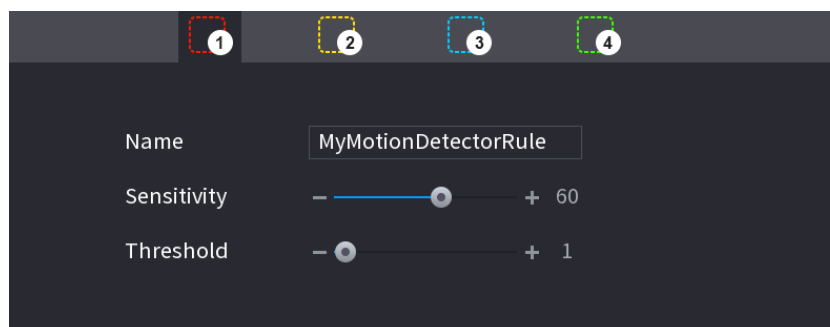 1 2 3 4
Name MyMotionDetectorRule
Sensitivity − + 60
Threshold − + 1